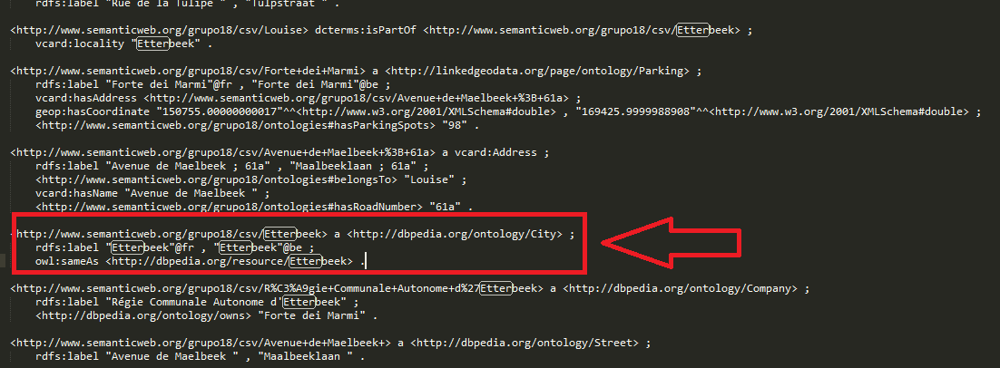 rdfs:label "Rue de la Tulipe " , "Tulpstraat " .
<http://www.semanticweb.org/grupo18/csv/Louise> dcterms:isPartOf <http://www.semanticweb.org/grupo18/csv/Etterbeek> ;
vcard:locality "Etterbeek" .
<http://www.semanticweb.org/grupo18/csv/Forte+dei+Marmi> a <http://linkedgeodata.org/page/ontology/Parking> ;
rdfs:label "Forte dei Marmi"@fr , "Forte dei Marmi"@be ;
vcard:hasAddress <http://www.semanticweb.org/grupo18/csv/Avenue+de+Maelbeek+%3B+61a> ;
geop:hasCoordinate "150755.00000000017"^^<http://www.w3.org/2001/XMLSchema#double> , "169425.9999988908"^^<http://www.w3.org/2001/XMLSchema#double> ;
<http://www.semanticweb.org/grupo18/ontologies#hasParkingSpots> "98" .
<http://www.semanticweb.org/grupo18/csv/Avenue+de+Maelbeek+%3B+61a> a vcard:Address ;
rdfs:label "Avenue de Maelbeek ; 61a" , "Maalbeeklaan ; 61a" ;
<http://www.semanticweb.org/grupo18/ontologies#belongsTo> "Louise" ;
vcard:hasName "Avenue de Maelbeek " ;
<http://www.semanticweb.org/grupo18/ontologies#hasRoadNumber> "61a" .
<http://www.semanticweb.org/grupo18/csv/Etterbeek> a <http://dbpedia.org/ontology/City> ;
rdfs:label "Etterbeek"@fr , "Etterbeek"@be ;
owl:sameAs <http://dbpedia.org/resource/Etterbeek> .
<http://www.semanticweb.org/grupo18/csv/R%C3%A9gie+Communale+Autonome+d%27Etterbeek> a <http://dbpedia.org/ontology/Company> ;
rdfs:label "Régie Communale Autonome d'Etterbeek" ;
<http://dbpedia.org/ontology/owns> "Forte dei Marmi" .
<http://www.semanticweb.org/grupo18/csv/Avenue+de+Maelbeek+> a <http://dbpedia.org/ontology/Street> ;
rdfs:label "Avenue de Maelbeek " , "Maalbeeklaan " .